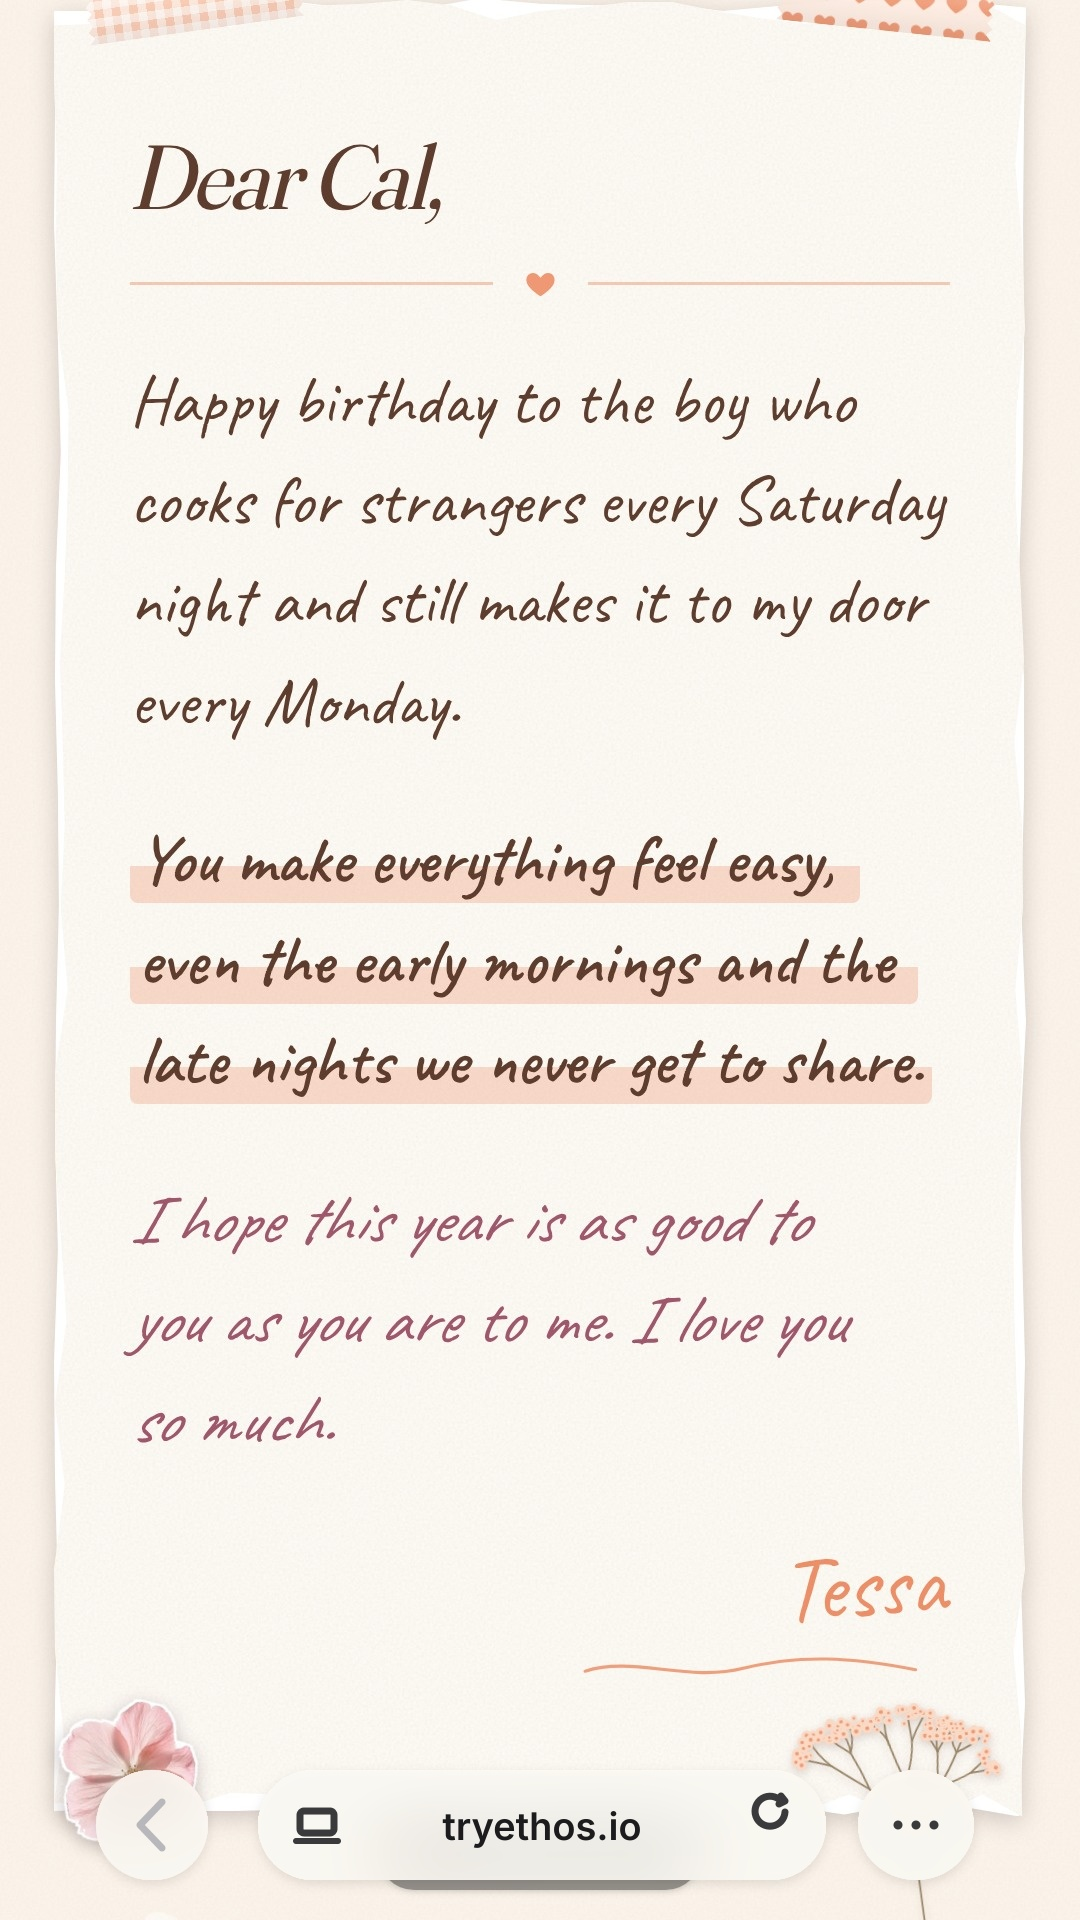 Dear Cal,
Happy birthday to the boy who
cooks for strangers every Saturday
night and still makes it to my door
every Monday.
You make everything feel easy,
even the early mornings and the
late nights we never get to share.
I hope this year is as good to
you as you are to me. I love you
so much.
Tessa
tryethos.io